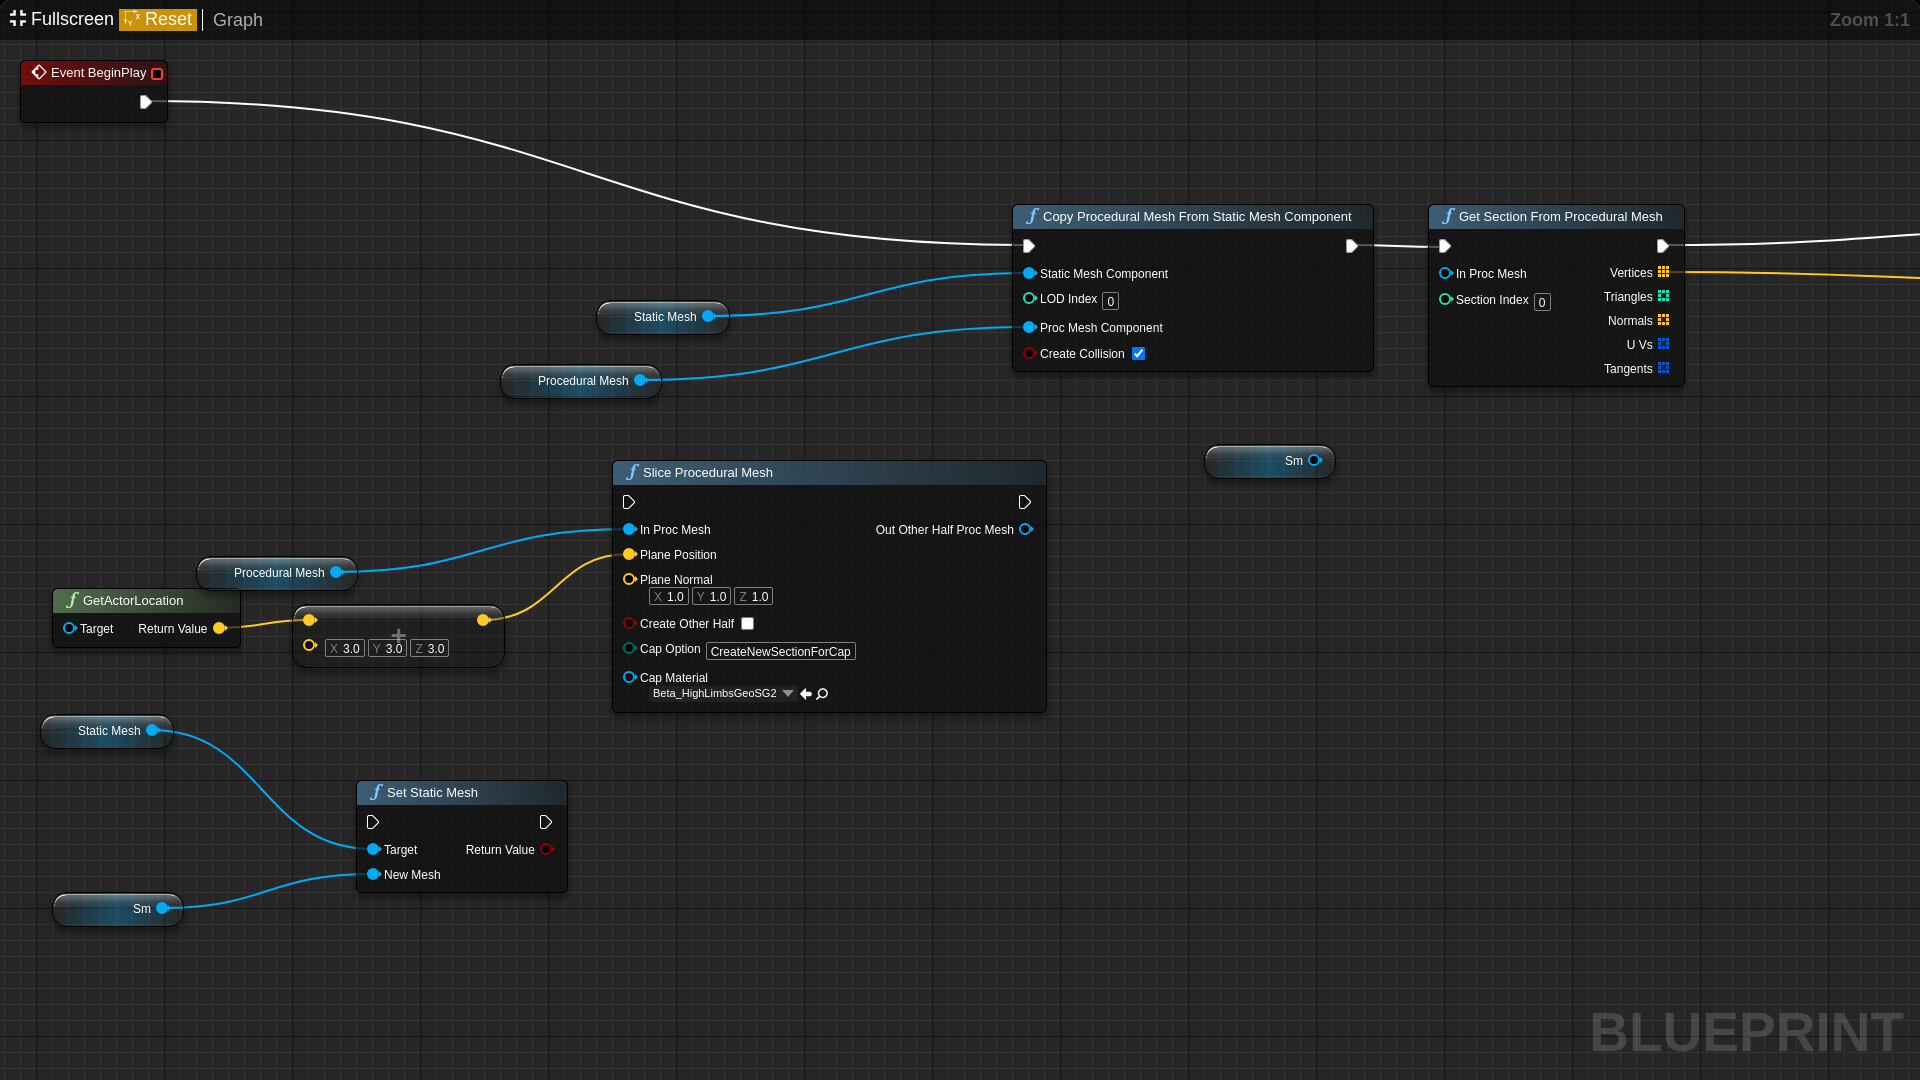 Fullscreen Reset Graph
Zoom 1:1
Event BeginPlay
Copy Procedural Mesh From Static Mesh Component
Static Mesh Component
LOD Index 0
Proc Mesh Component
Create Collision
Get Section From Procedural Mesh
In Proc Mesh Vertices
Section Index 0 Triangles
Normals
U Vs
Tangents
Static Mesh
Procedural Mesh
Sm
Slice Procedural Mesh
In Proc Mesh Out Other Half Proc Mesh
Plane Position
Plane Normal
X 1.0 Y 1.0 Z 1.0
Create Other Half
Cap Option CreateNewSectionForCap
Cap Material
Beta_HighLimbsGeoSG2
Procedural Mesh
GetActorLocation
Target Return Value
X 3.0 Y 3.0 Z 3.0
Static Mesh
Set Static Mesh
Target Return Value
New Mesh
Sm
BLUEPRINT